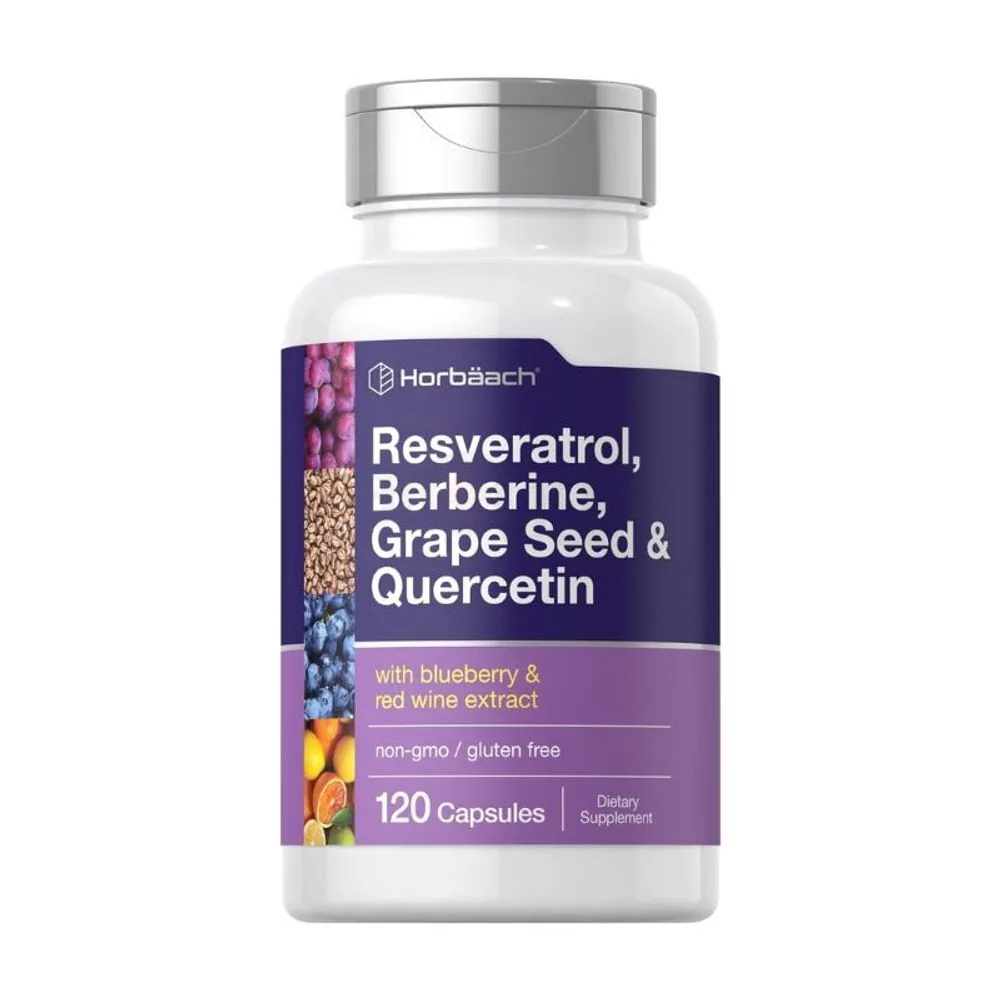 Horbäach®
Resveratrol,
Berberine,
Grape Seed &
Quercetin
with blueberry &
red wine extract
non-gmo / gluten free
120 Capsules
Dietary
Supplement